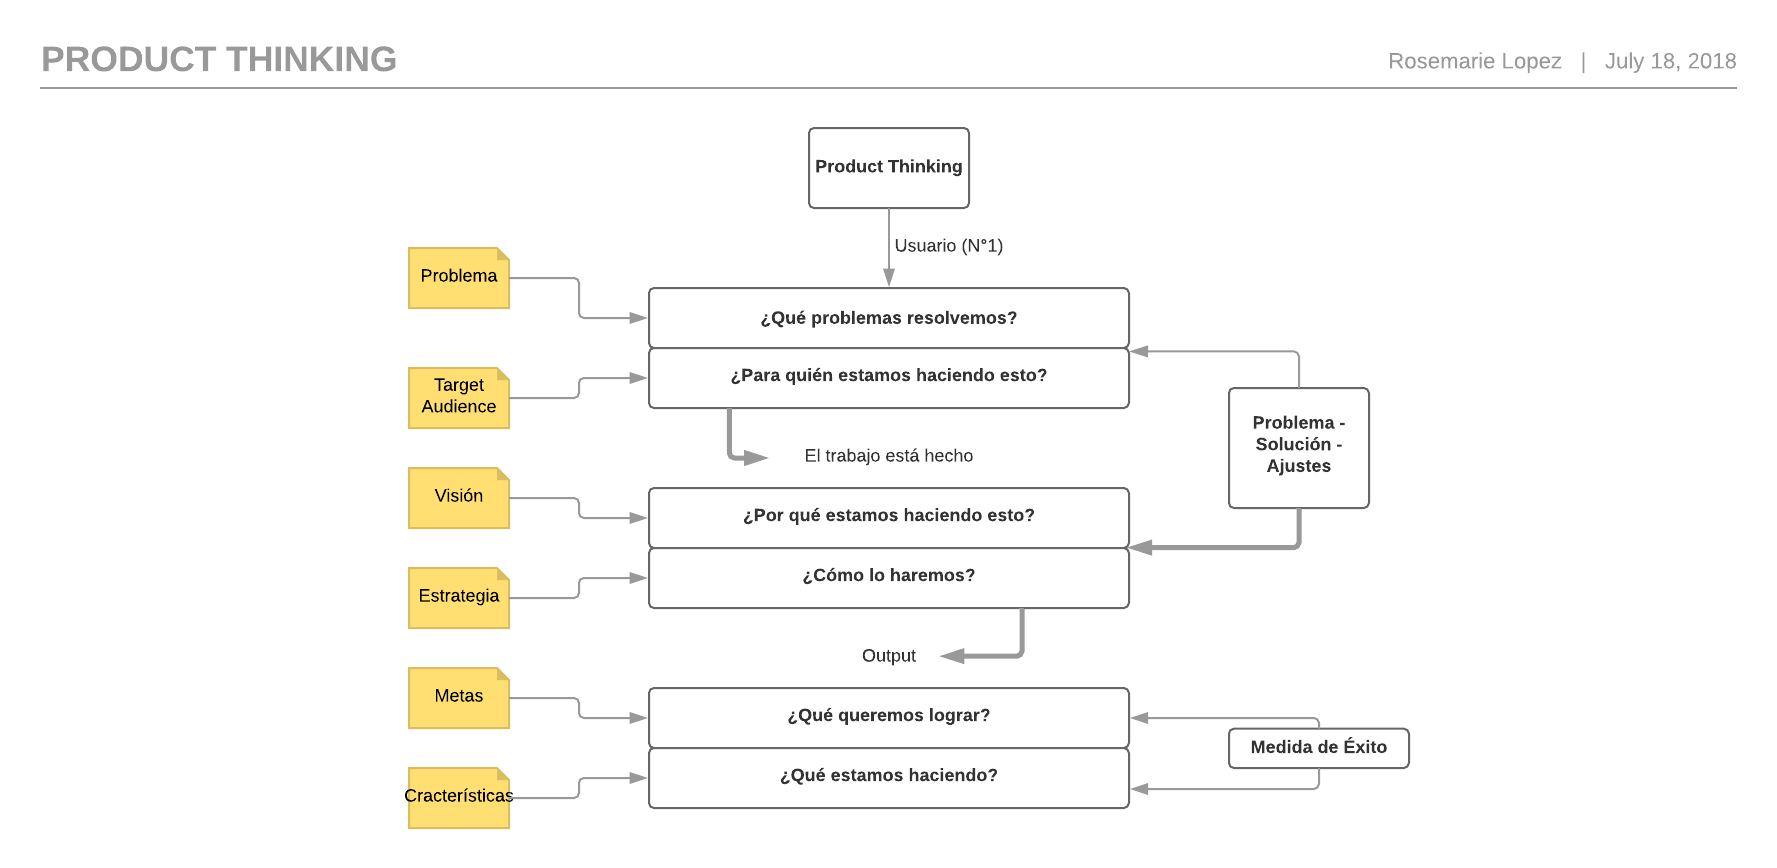 PRODUCT THINKING
Rosemarie Lopez | July 18, 2018
Product Thinking
Usuario (N°1)
Problema
¿Qué problemas resolvemos?
Target
Audience
¿Para quién estamos haciendo esto?
Problema -
Solución -
Ajustes
El trabajo está hecho
Visión
¿Por qué estamos haciendo esto?
Estrategia
¿Cómo lo haremos?
Output
Metas
¿Qué queremos lograr?
Medida de Éxito
Cracterísticas
¿Qué estamos haciendo?